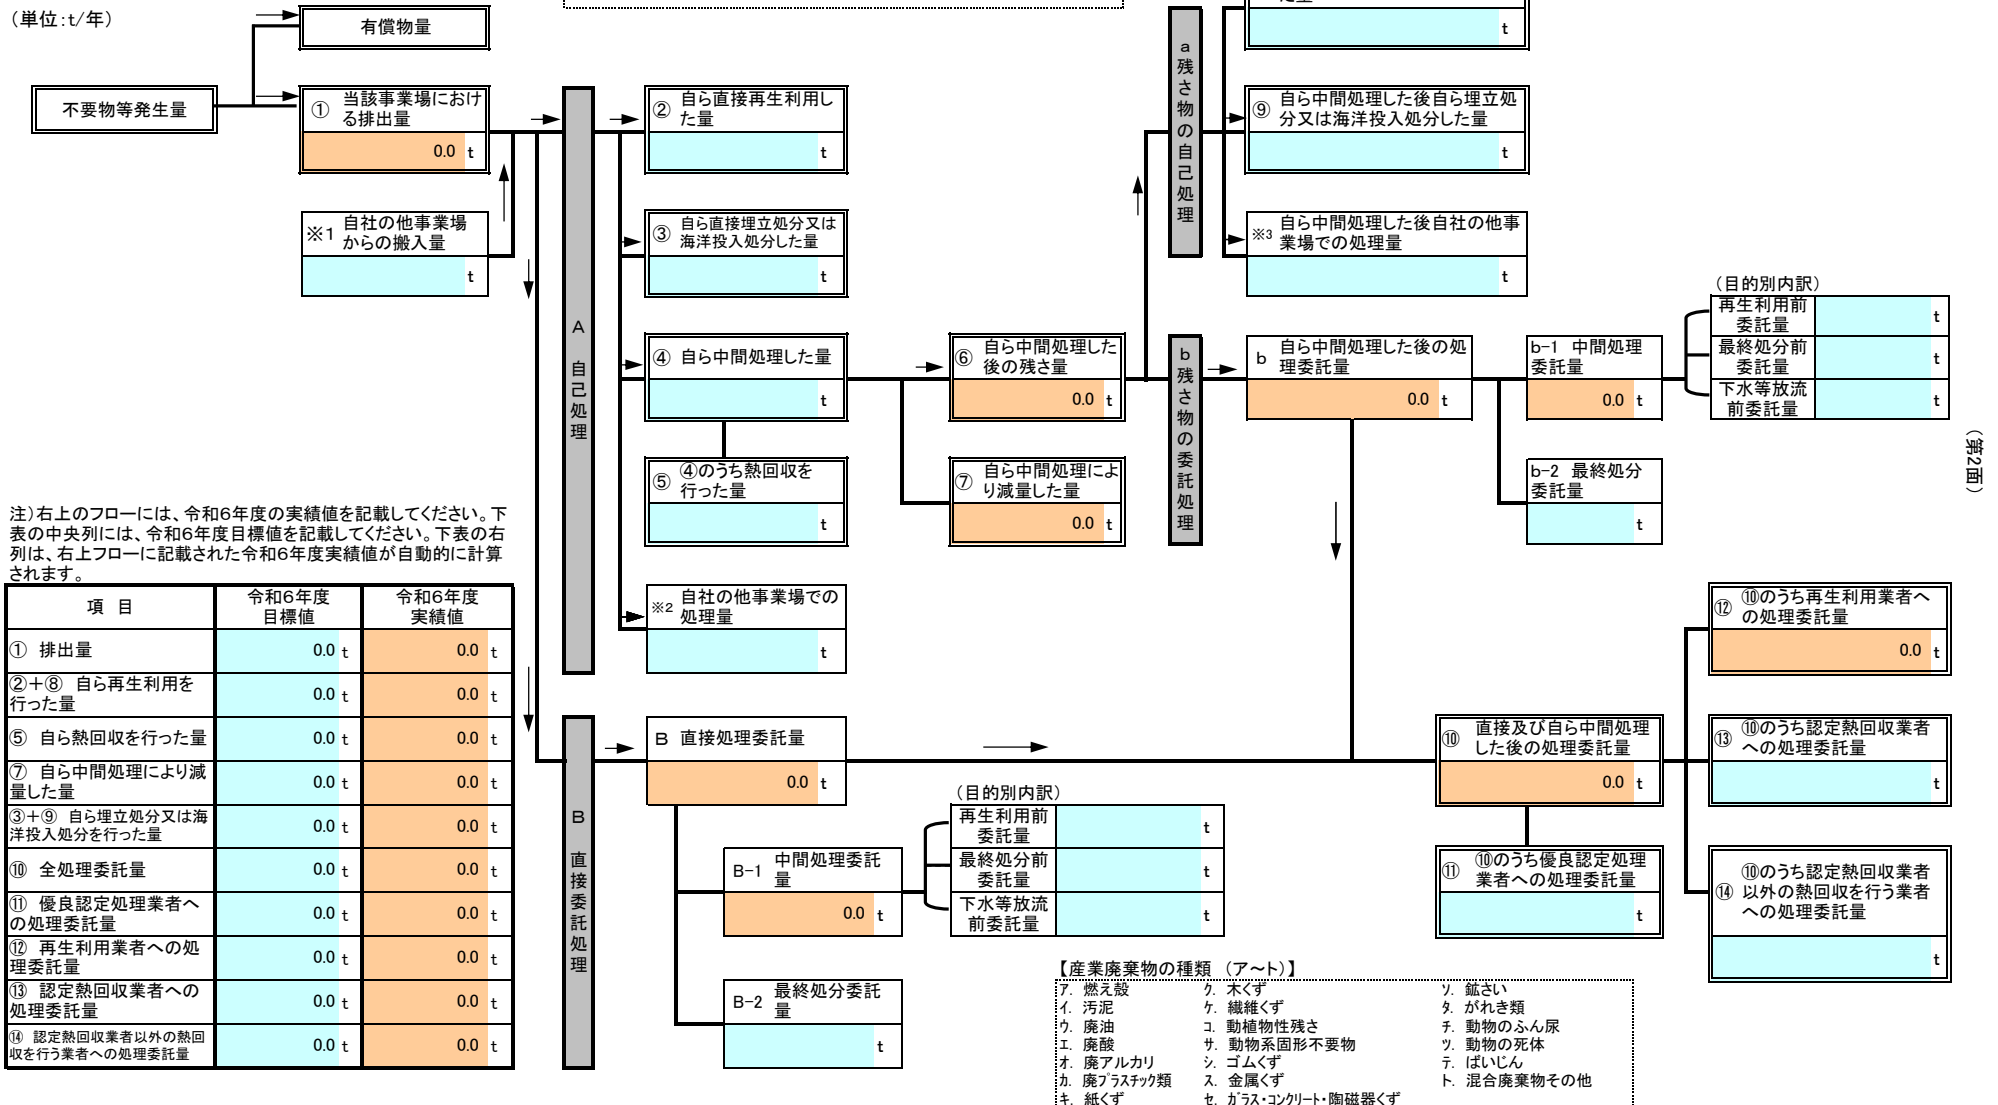 （単位：t/年）
有償物量
不要物等発生量
① 当該事業場におけ
る排出量
0.0 t
※1 自社の他事業場
からの搬入量
t
A 自己処理
② 自ら直接再生利用し
た量
t
③ 自ら直接埋立処分又は
海洋投入処分した量
t
④ 自ら中間処理した量
t
⑤ ④のうち熱回収を
行った量
t
※2 自社の他事業場での
処理量
t
⑥ 自ら中間処理した
後の残さ量
0.0 t
⑦ 自ら中間処理によ
り減量した量
0.0 t
a残さ物の自己処理
t
⑨ 自ら中間処理した後自ら埋立処
分又は海洋投入処分した量
t
※3 自ら中間処理した後自社の他事
業場での処理量
t
b残さ物の委託処理
b 自ら中間処理した後の処
理委託量
0.0 t
b-1 中間処理
委託量
0.0 t
b-2 最終処分
委託量
t
（目的別内訳）
再生利用前
委託量
t
最終処分前
委託量
t
下水等放流
前委託量
t
（第2面）
注）右上のフローには、令和６年度の実績値を記載してください。下
表の中央列には、令和６年度目標値を記載してください。下表の右
列は、右上フローに記載された令和６年度実績値が自動的に計算
されます。
項 目 令和６年度
目標値 令和６年度
実績値
① 排出量 0.0 t 0.0 t
②＋⑧ 自ら再生利用を
行った量 0.0 t 0.0 t
⑤ 自ら熱回収を行った量 0.0 t 0.0 t
⑦ 自ら中間処理により減
量した量 0.0 t 0.0 t
③＋⑨ 自ら埋立処分又は海
洋投入処分を行った量 0.0 t 0.0 t
⑩ 全処理委託量 0.0 t 0.0 t
⑪ 優良認定処理業者へ
の処理委託量 0.0 t 0.0 t
⑫ 再生利用業者への処
理委託量 0.0 t 0.0 t
⑬ 認定熱回収業者への
処理委託量 0.0 t 0.0 t
⑭ 認定熱回収業者以外の熱回
収を行う業者への処理委託量 0.0 t 0.0 t
B 直接委託処理
B 直接処理委託量
0.0 t
B-1 中間処理委託
量
0.0 t
B-2 最終処分委託
量
t
（目的別内訳）
再生利用前
委託量
t
最終処分前
委託量
t
下水等放流
前委託量
t
⑩ 直接及び自ら中間処理
した後の処理委託量
0.0 t
⑪ ⑩のうち優良認定処理
業者への処理委託量
t
⑫ ⑩のうち再生利用業者へ
の処理委託量
0.0 t
⑬ ⑩のうち認定熱回収業者
への処理委託量
t
⑭ ⑩のうち認定熱回収業者
以外の熱回収を行う業者
への処理委託量
t
【産業廃棄物の種類 （ア～ト）】
ア. 燃え殻 ク. 木くず ソ. 鉱さい
イ. 汚泥 ケ. 繊維くず タ. がれき類
ウ. 廃油 コ. 動植物性残さ チ. 動物のふん尿
エ. 廃酸 サ. 動物系固形不要物 ツ. 動物の死体
オ. 廃アルカリ シ. ゴムくず テ. ばいじん
カ. 廃プラスチック類 ス. 金属くず ト. 混合廃棄物その他
キ. 紙くず セ. ガラス・コンクリート・陶磁器くず